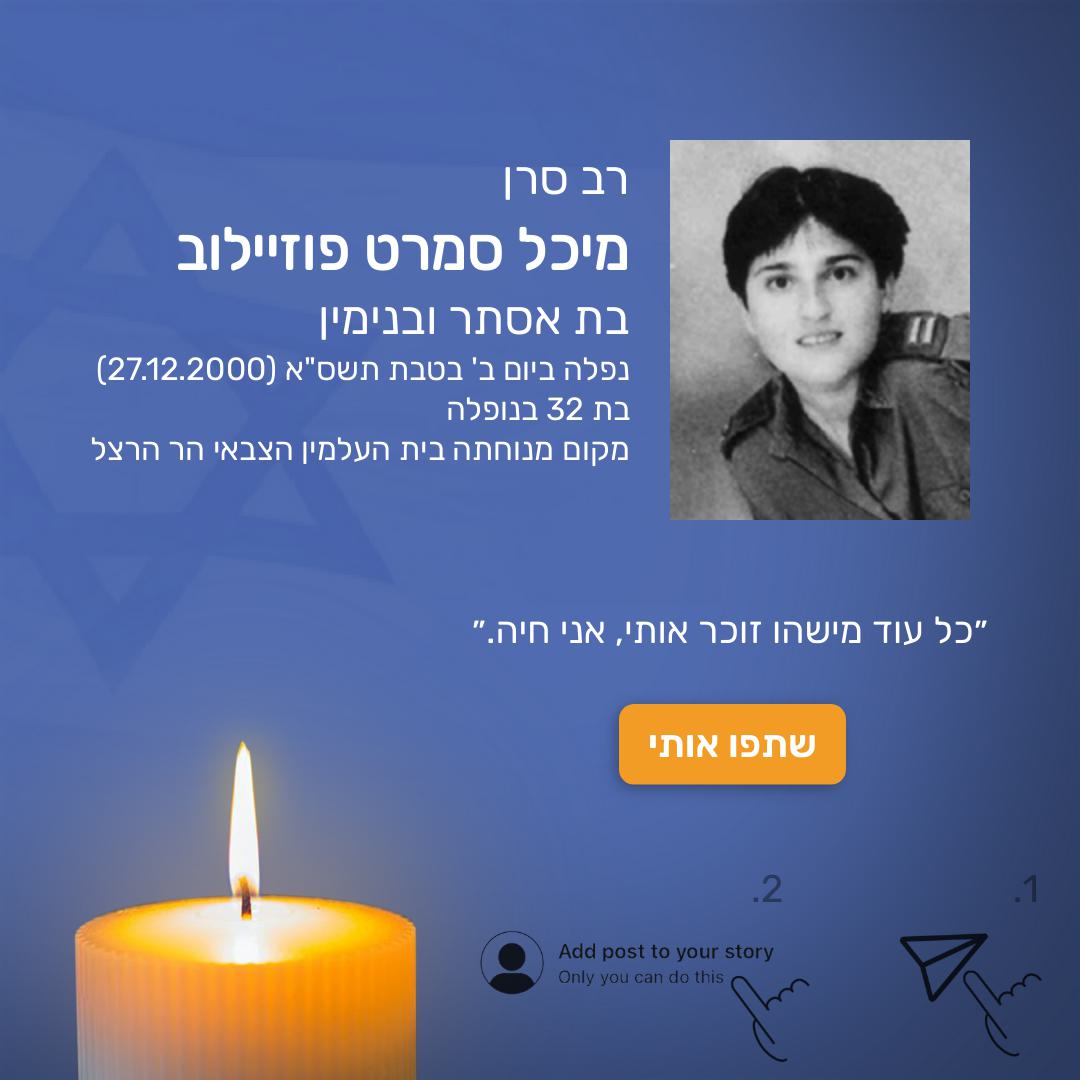 רב סרן
מיכל סמרט פוזיילוב
בת אסתר ובנימין
נפלה ביום ב' בטבת תשס"א (27.12.2000)
בת 32 בנופלה
מקום מנוחתה בית העלמין הצבאי הר הרצל
״כל עוד מישהו זוכר אותי, אני חיה.״
שתפו אותי
1.
2.
Add post to your story
Only you can do this